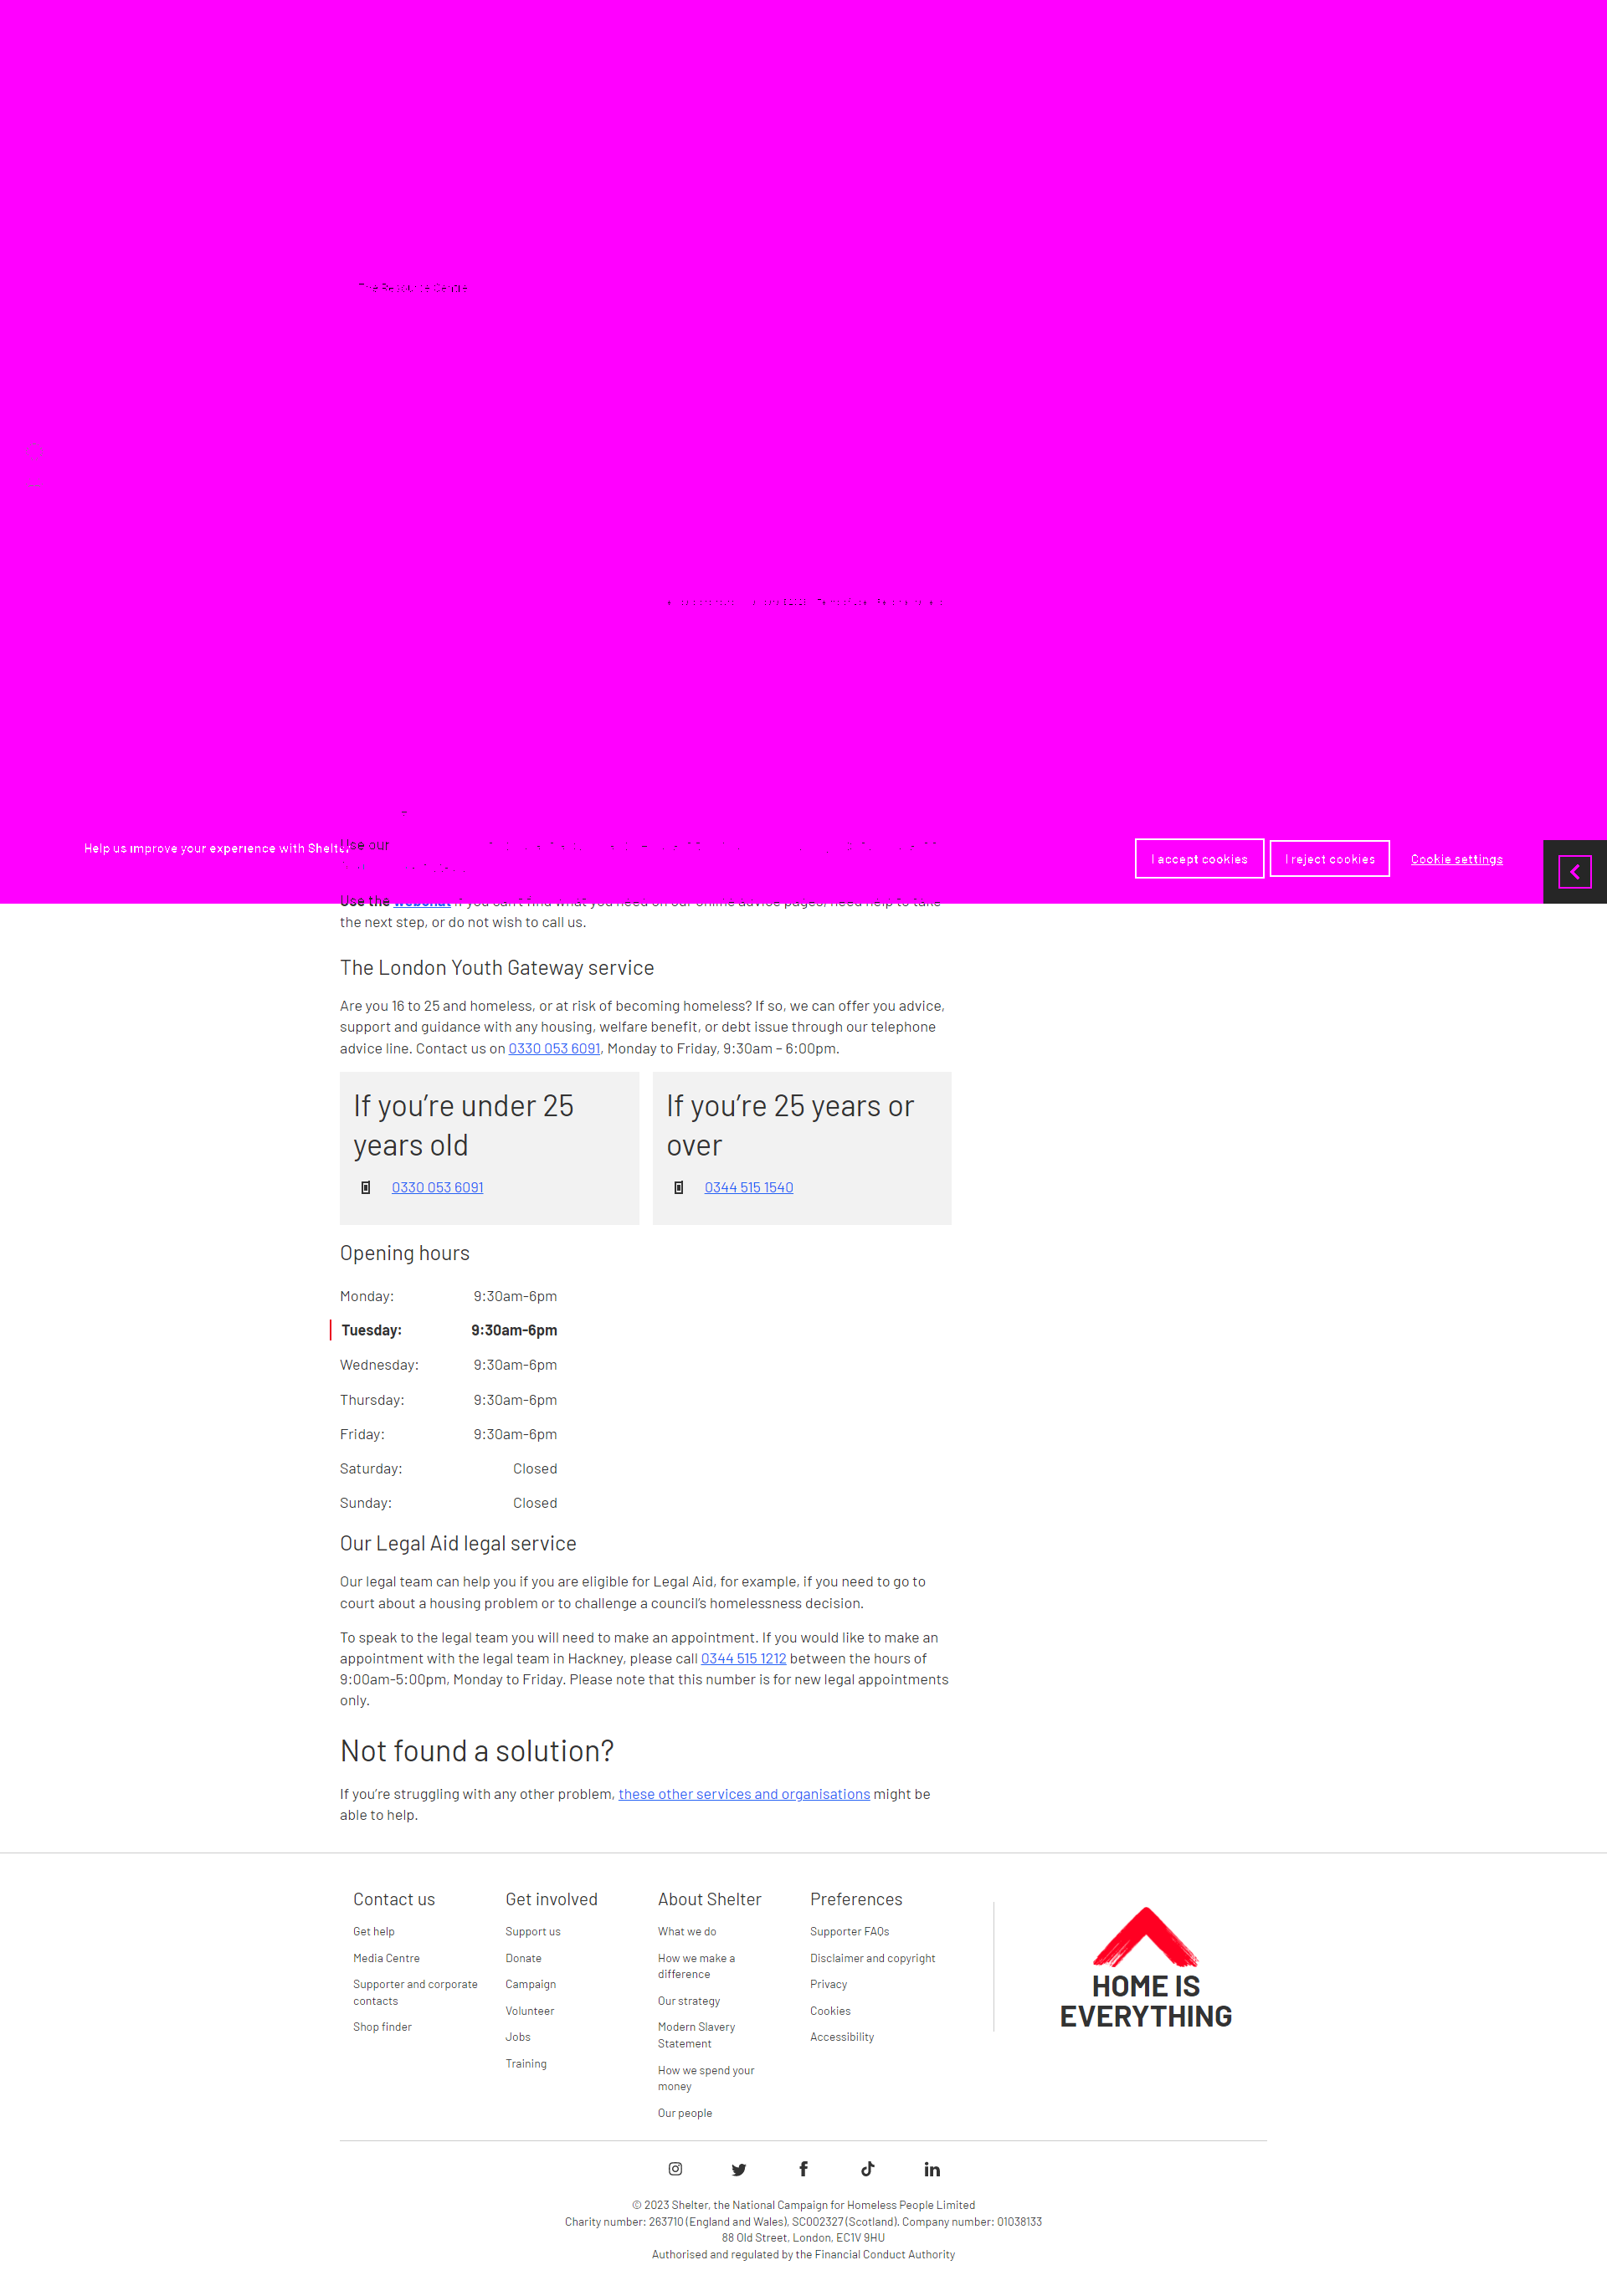 The Resource Centre
Help us improve your experience with Shelter
Use our
I accept cookies
I reject cookies
Cookie settings
Use the webchat if you can't find what you need on our online advice pages, need help to take
the next step, or do not wish to call us.
The London Youth Gateway service
Are you 16 to 25 and homeless, or at risk of becoming homeless? If so, we can offer you advice,
support and guidance with any housing, welfare benefit, or debt issue through our telephone
advice line. Contact us on 0330 053 6091, Monday to Friday, 9:30am – 6:00pm.
If you’re under 25
years old
0330 053 6091
If you’re 25 years or
over
0344 515 1540
Opening hours
Monday: 9:30am-6pm
Tuesday: 9:30am-6pm
Wednesday: 9:30am-6pm
Thursday: 9:30am-6pm
Friday: 9:30am-6pm
Saturday: Closed
Sunday: Closed
Our Legal Aid legal service
Our legal team can help you if you are eligible for Legal Aid, for example, if you need to go to
court about a housing problem or to challenge a council’s homelessness decision.
To speak to the legal team you will need to make an appointment. If you would like to make an
appointment with the legal team in Hackney, please call 0344 515 1212 between the hours of
9:00am-5:00pm, Monday to Friday. Please note that this number is for new legal appointments
only.
Not found a solution?
If you’re struggling with any other problem, these other services and organisations might be
able to help.
Contact us
Get help
Media Centre
Supporter and corporate
contacts
Shop finder
Get involved
Support us
Donate
Campaign
Volunteer
Jobs
Training
About Shelter
What we do
How we make a
difference
Our strategy
Modern Slavery
Statement
How we spend your
money
Our people
Preferences
Supporter FAQs
Disclaimer and copyright
Privacy
Cookies
Accessibility
HOME IS
EVERYTHING
© 2023 Shelter, the National Campaign for Homeless People Limited
Charity number: 263710 (England and Wales), SC002327 (Scotland). Company number: 01038133
88 Old Street, London, EC1V 9HU
Authorised and regulated by the Financial Conduct Authority